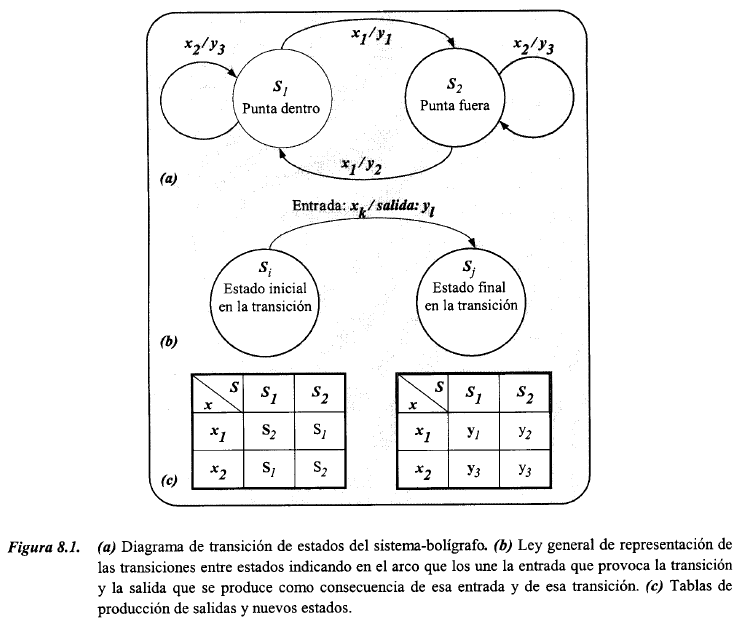 x2/y3
x1/y1
x2/y3
S1
Punta dentro
S2
Punta fuera
x1/y2
(a)
Entrada: xk / salida: yl
Si
Estado inicial
en la transición
Sj
Estado final
en la transición
(b)
S
x
S1
S2
x1
S2
S1
x2
S1
S2
S
x
S1
S2
x1
y1
y2
x2
y3
y3
(c)
Figura 8.1. (a) Diagrama de transición de estados del sistema-bolígrafo. (b) Ley general de representación de
las transiciones entre estados indicando en el arco que los une la entrada que provoca la transición
y la salida que se produce como consecuencia de esa entrada y de esa transición. (c) Tablas de
producción de salidas y nuevos estados.